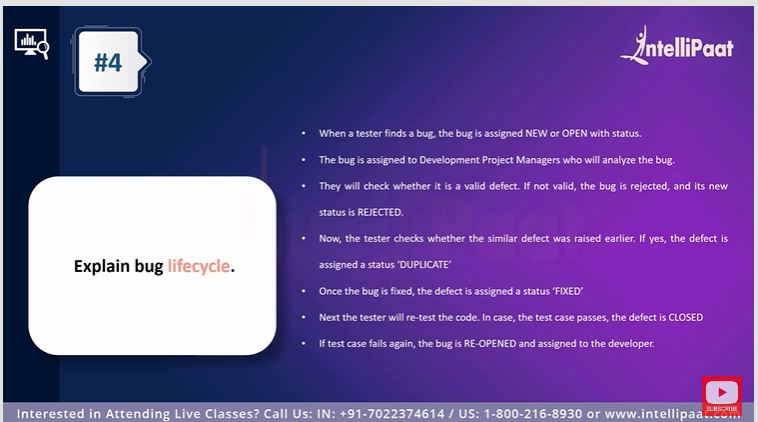 #4
IntelliPaat
Explain bug lifecycle.
• When a tester finds a bug, the bug is assigned NEW or OPEN with status.
• The bug is assigned to Development Project Managers who will analyze the bug.
• They will check whether it is a valid defect. If not valid, the bug is rejected, and its new
status is REJECTED.
• Now, the tester checks whether the similar defect was raised earlier. If yes, the defect is
assigned a status ‘DUPLICATE’
• Once the bug is fixed, the defect is assigned a status ‘FIXED’
• Next the tester will re-test the code. In case, the test case passes, the defect is CLOSED
• If test case fails again, the bug is RE-OPENED and assigned to the developer.
SUBSCRIBE
Interested in Attending Live Classes? Call Us: IN: +91-7022374614 / US: 1-800-216-8930 or www.intellipaat.com